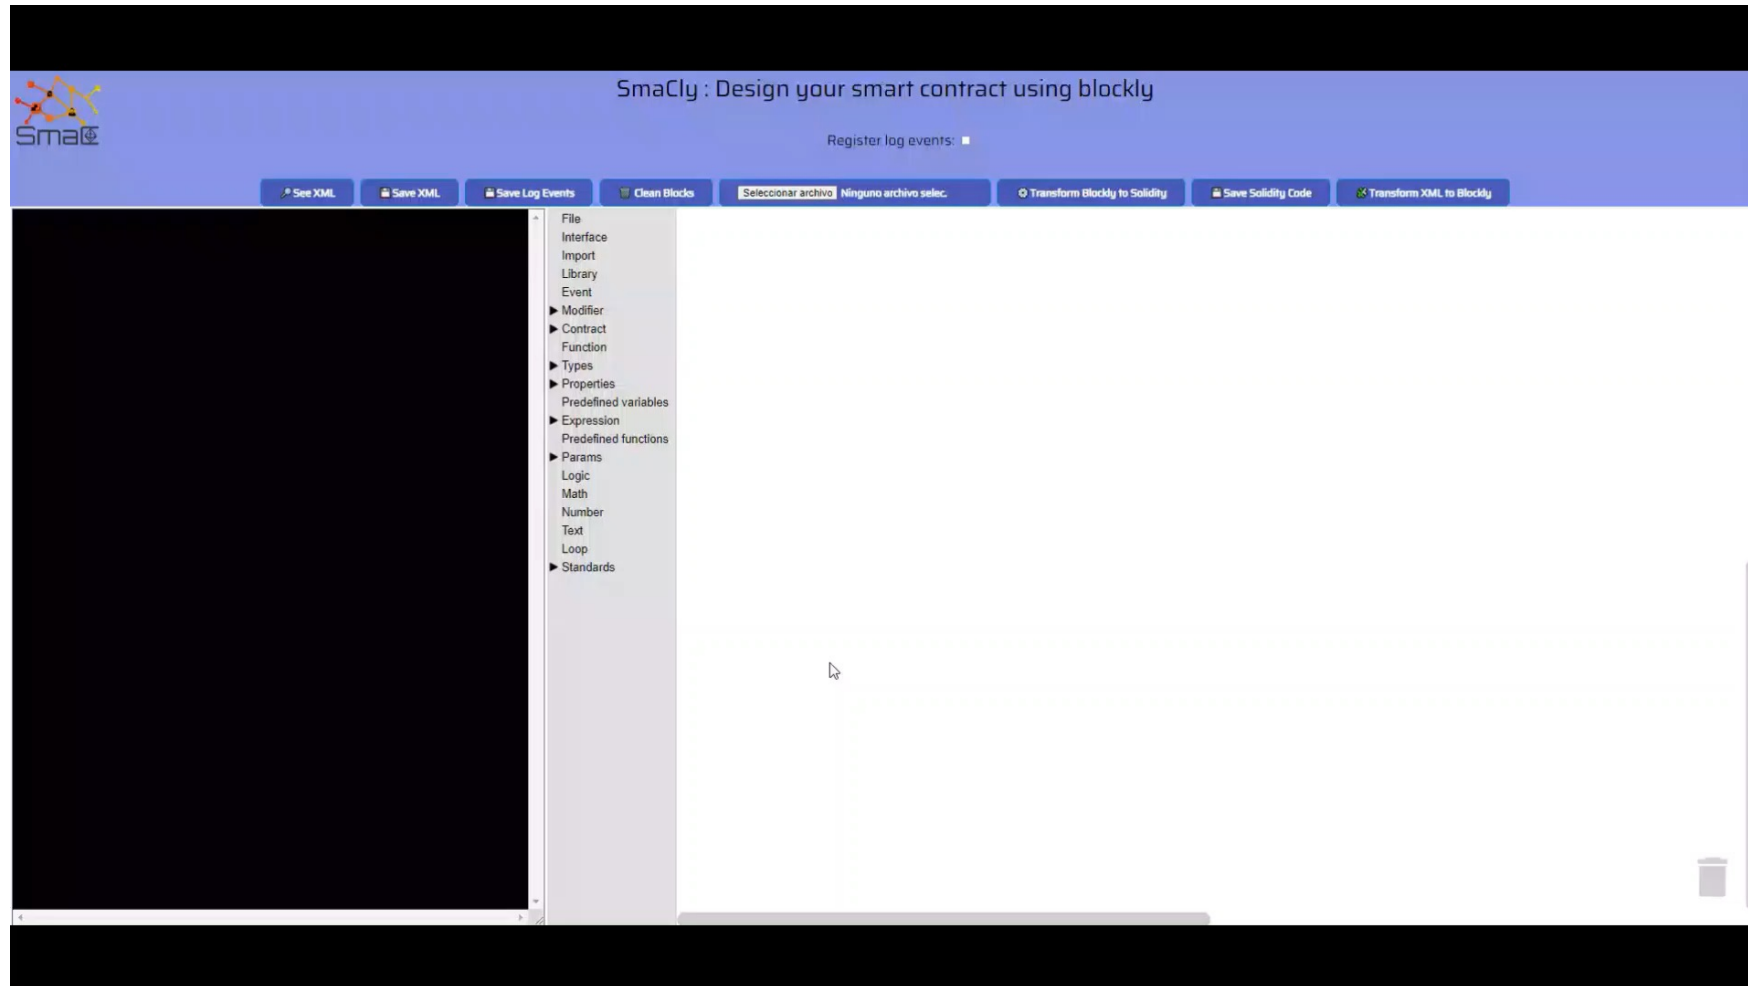 SmaCly : Design your smart contract using blockly
SmaC
Register log events:
See XML
Save XML
Save Log Events
Clean Blocks
Seleccionar archivo Ninguno archivo selec.
Transform Blockly to Solidity
Save Solidity Code
Transform XML to Blockly
File
Interface
Import
Library
Event
Modifier
Contract
Function
Types
Properties
Predefined variables
Expression
Predefined functions
Params
Logic
Math
Number
Text
Loop
Standards